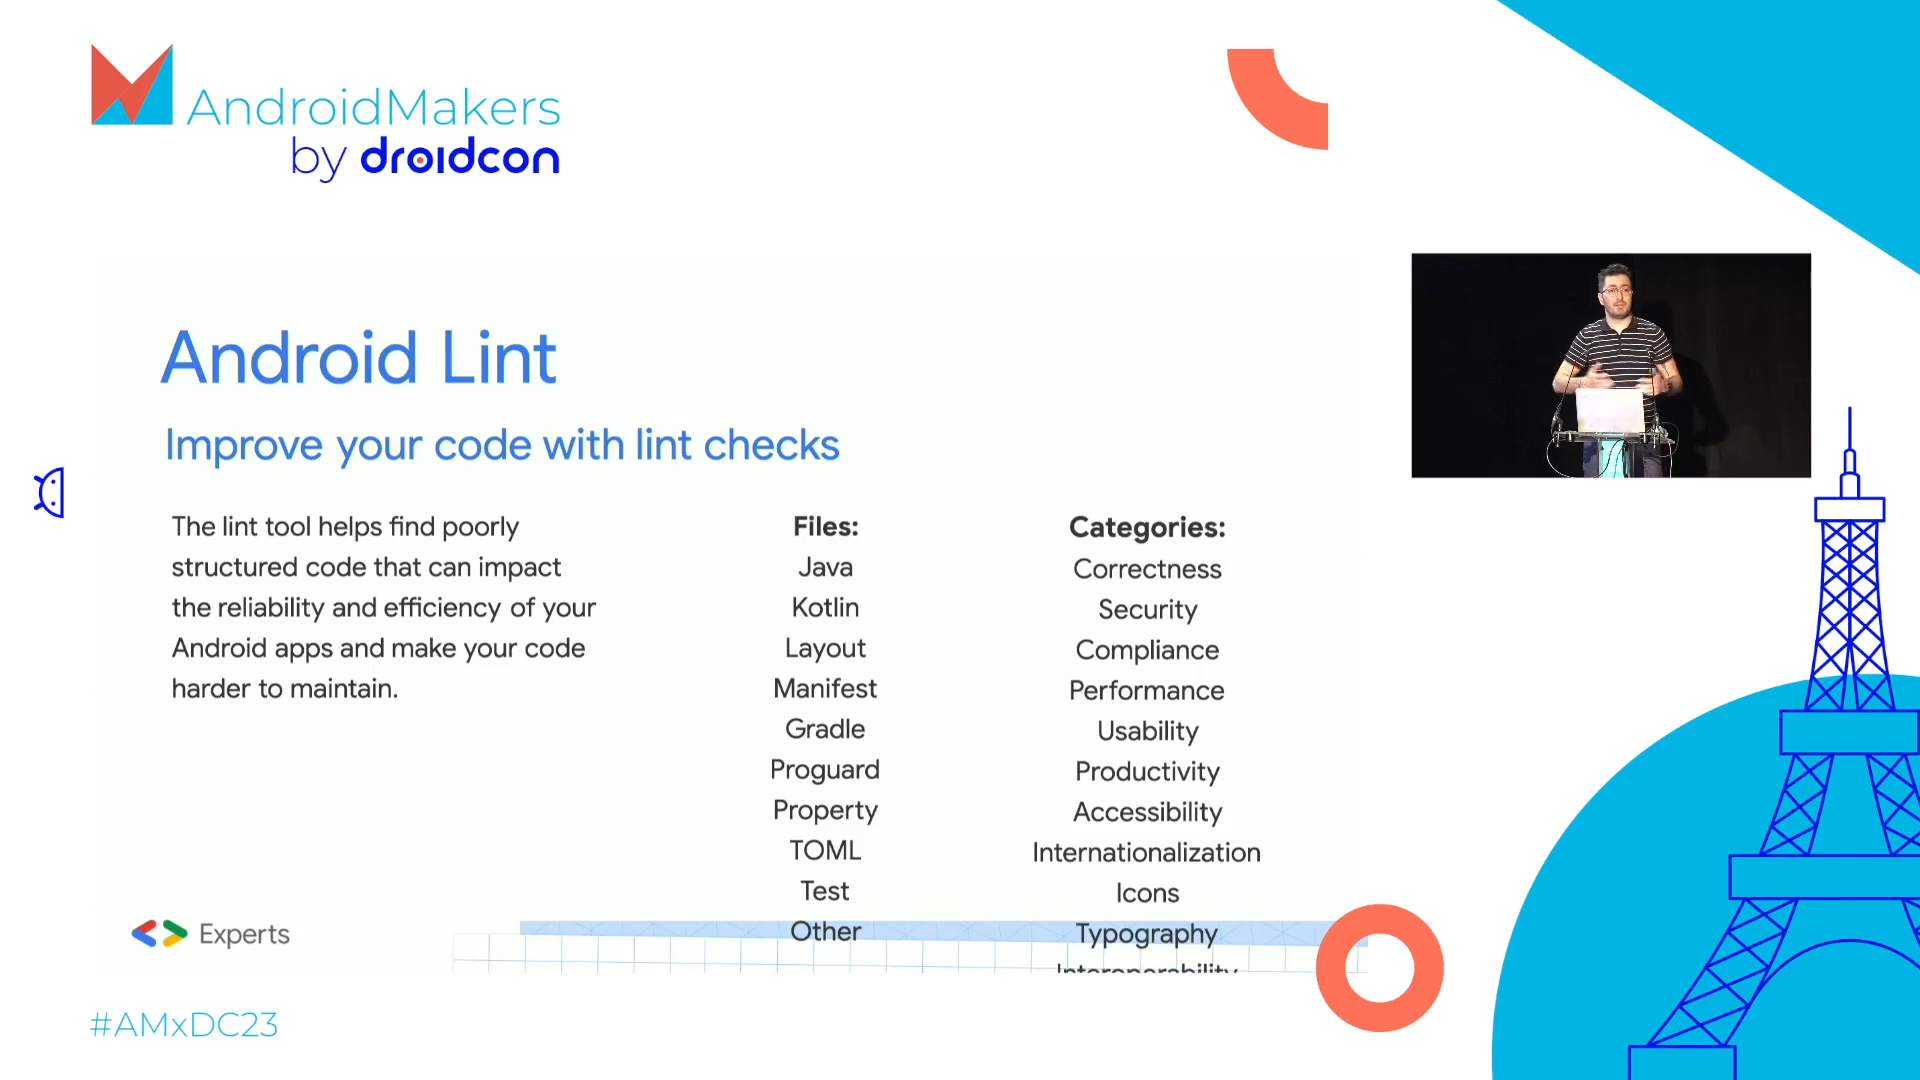 AndroidMakers
by droidcon
Android Lint
Improve your code with lint checks
The lint tool helps find poorly
structured code that can impact
the reliability and efficiency of your
Android apps and make your code
harder to maintain.
Files:
Java
Kotlin
Layout
Manifest
Gradle
Proguard
Property
TOML
Test
Other
Categories:
Correctness
Security
Compliance
Performance
Usability
Productivity
Accessibility
Internationalization
Icons
Typography
Interoperability
Experts
#AMxDC23